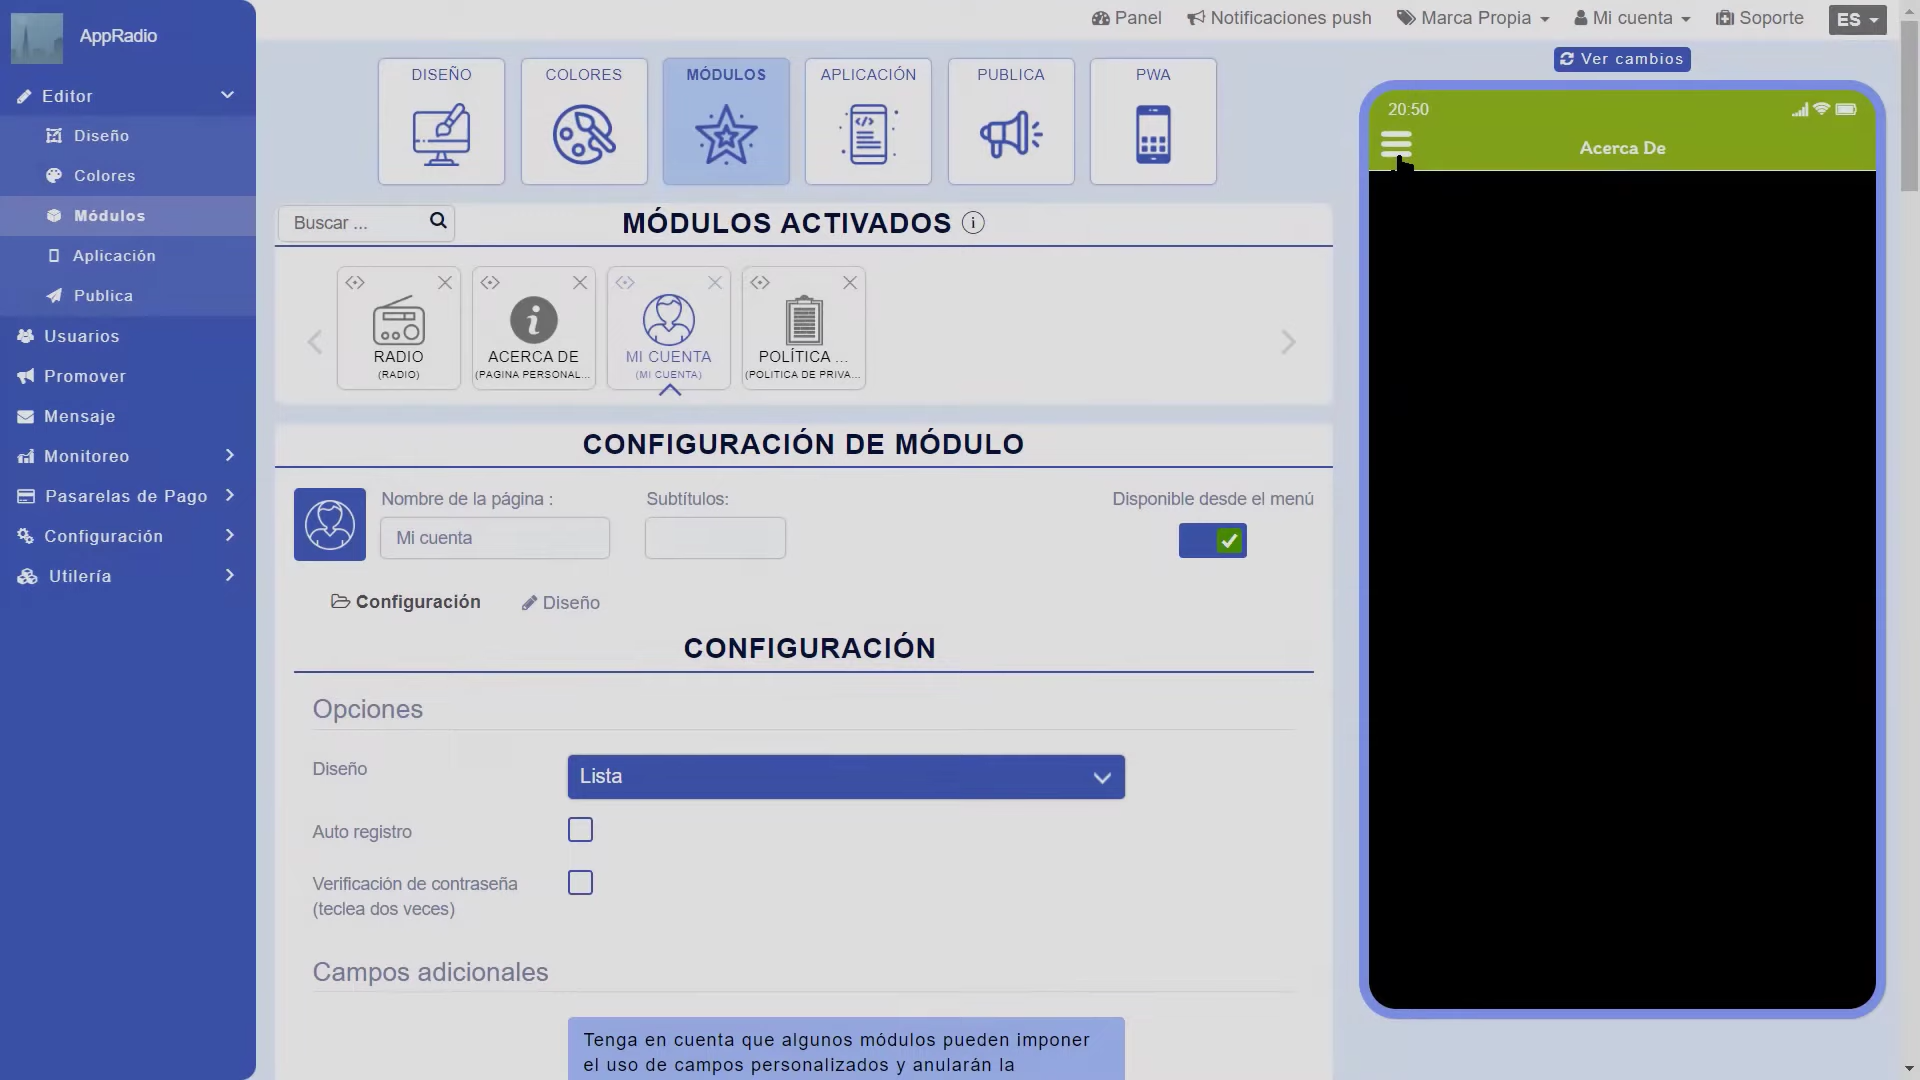 AppRadio
Editor
Diseño
Colores
Módulos
Aplicación
Publica
Usuarios
Promover
Mensaje
Monitoreo
Pasarelas de Pago
Configuración
Utilería
Panel
Notificaciones push
Marca Propia
Mi cuenta
Soporte
ES
DISEÑO
COLORES
MÓDULOS
APLICACIÓN
PUBLICA
PWA
Buscar ...
MÓDULOS ACTIVADOS
RADIO
(RADIO)
ACERCA DE
(PAGINA PERSONAL...
MI CUENTA
(MI CUENTA)
POLÍTICA ...
(POLITICA DE PRIVA...
CONFIGURACIÓN DE MÓDULO
Nombre de la página :
Mi cuenta
Subtítulos:
Disponible desde el menú
Configuración
Diseño
CONFIGURACIÓN
Opciones
Diseño
Lista
Auto registro
Verificación de contraseña
(teclea dos veces)
Campos adicionales
Tenga en cuenta que algunos módulos pueden imponer
el uso de campos personalizados y anularán la
Ver cambios
20:50
Acerca De